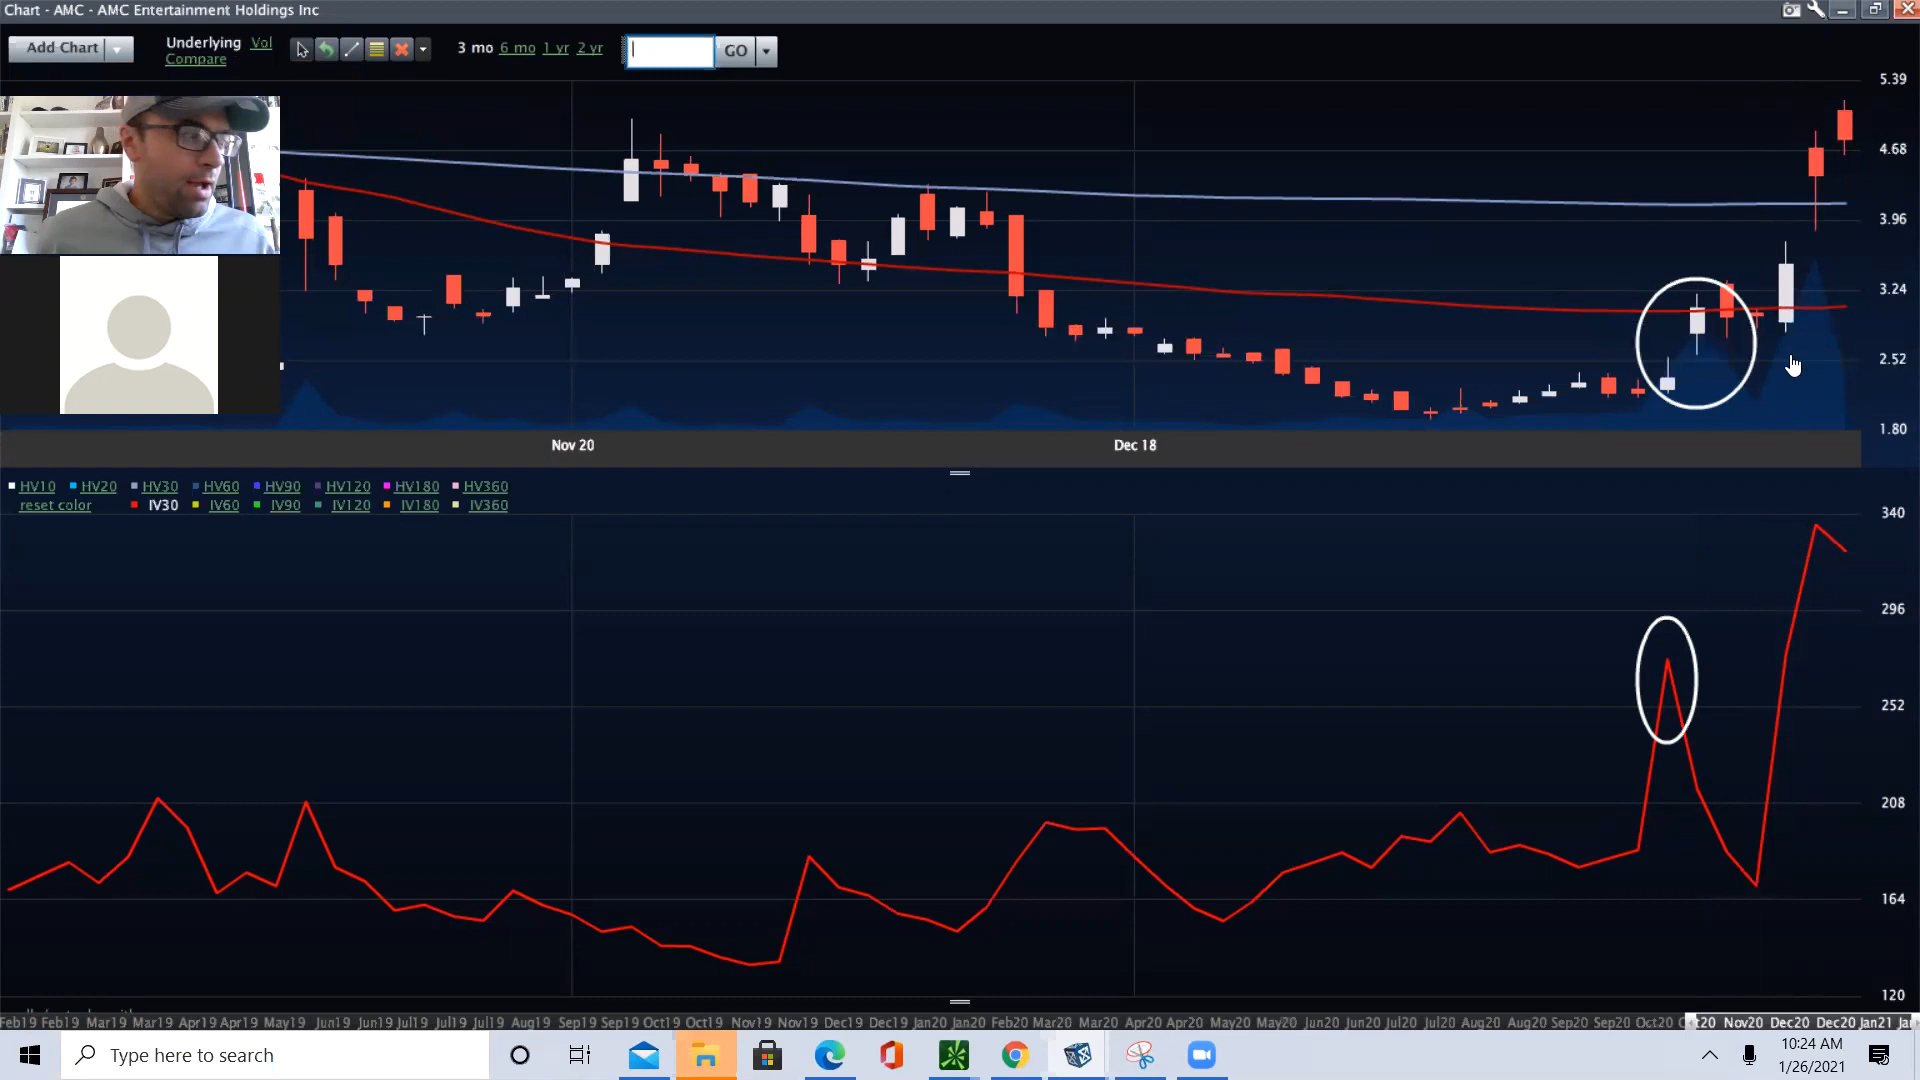 Chart - AMC - AMC Entertainment Holdings Inc
Add Chart
Underlying Vol
Compare
3 mo 6 mo 1 yr 2 yr
GO
5.39
4.68
3.96
3.24
2.52
1.80
Nov 20 Dec 18
HV10 HV20 HV30 HV60 HV90 HV120 HV180 HV360
reset color IV30 IV60 IV90 IV120 IV180 IV360
340
296
252
208
164
120
Feb19 Feb19 Mar19 Mar19 Apr19 Apr19 May19 Jun19 Jun19 Jul19 Jul19 Jul19 Aug19 Sep19 Sep19 Oct19 Oct19 Nov19 Nov19 Dec19 Dec19 Jan20 Jan20 Feb20 Mar20 Mar20 Apr20 Apr20 May20 May20 Jun20 Jun20 Jul20 Aug20 Aug20 Sep20 Sep20 Oct20 t20 Nov20 Dec20 Dec20 Jan21
Type here to search
10:24 AM
1/26/2021